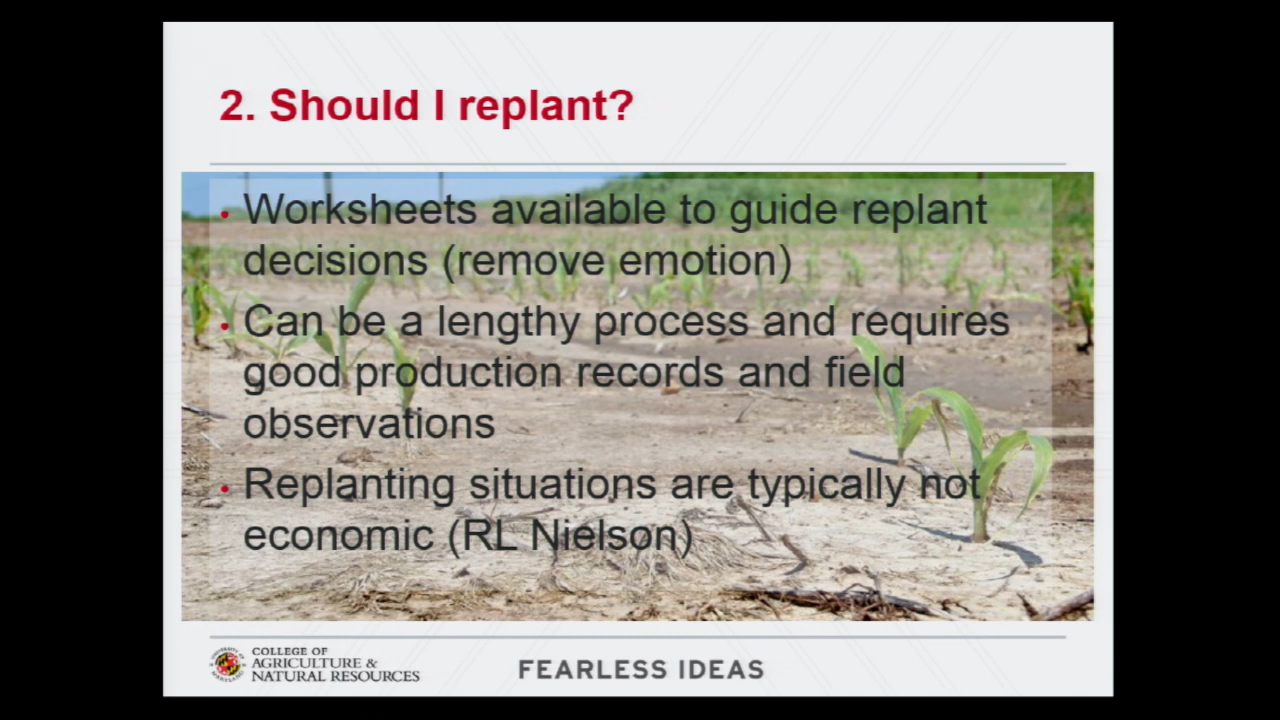 2. Should I replant?
• Worksheets available to guide replant
decisions (remove emotion)
• Can be a lengthy process and requires
good production records and field
observations
• Replanting situations are typically not
economic (RL Nielson)
COLLEGE OF
AGRICULTURE &
NATURAL RESOURCES
FEARLESS IDEAS